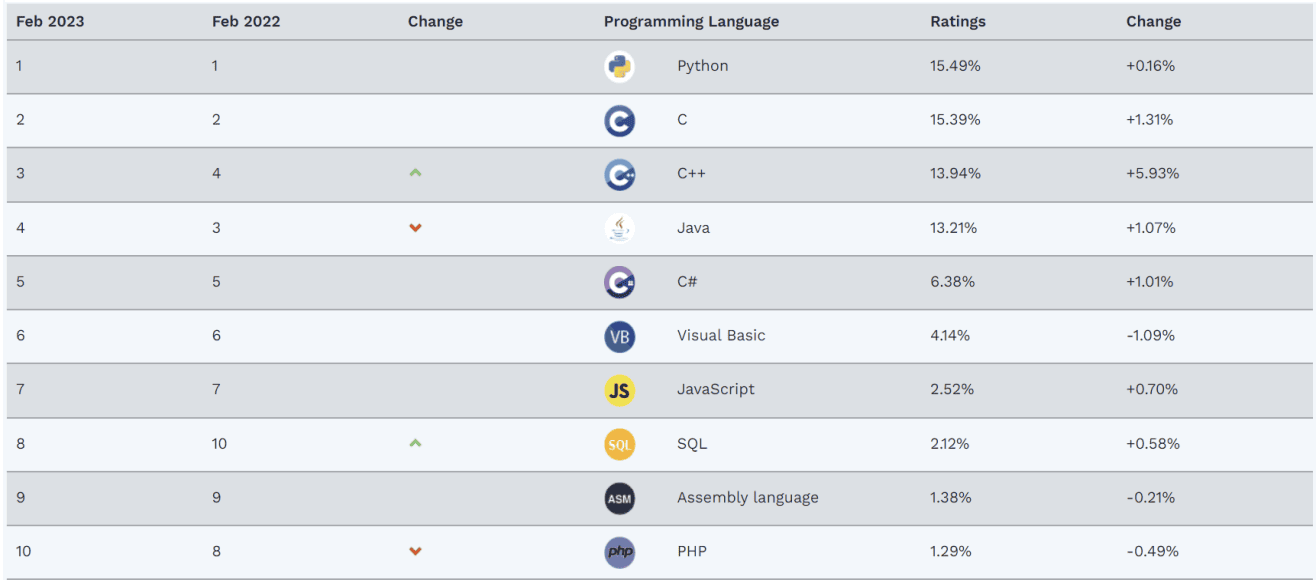 Feb 2023 Feb 2022 Change Programming Language Ratings Change
1 1 Python 15.49% +0.16%
2 2 C C 15.39% +1.31%
3 4 C++ C++ 13.94% +5.93%
4 3 Java 13.21% +1.07%
5 5 C C# 6.38% +1.01%
6 6 VB Visual Basic 4.14% -1.09%
7 7 JS JavaScript 2.52% +0.70%
8 10 SQL SQL 2.12% +0.58%
9 9 ASM Assembly language 1.38% -0.21%
10 8 php PHP 1.29% -0.49%